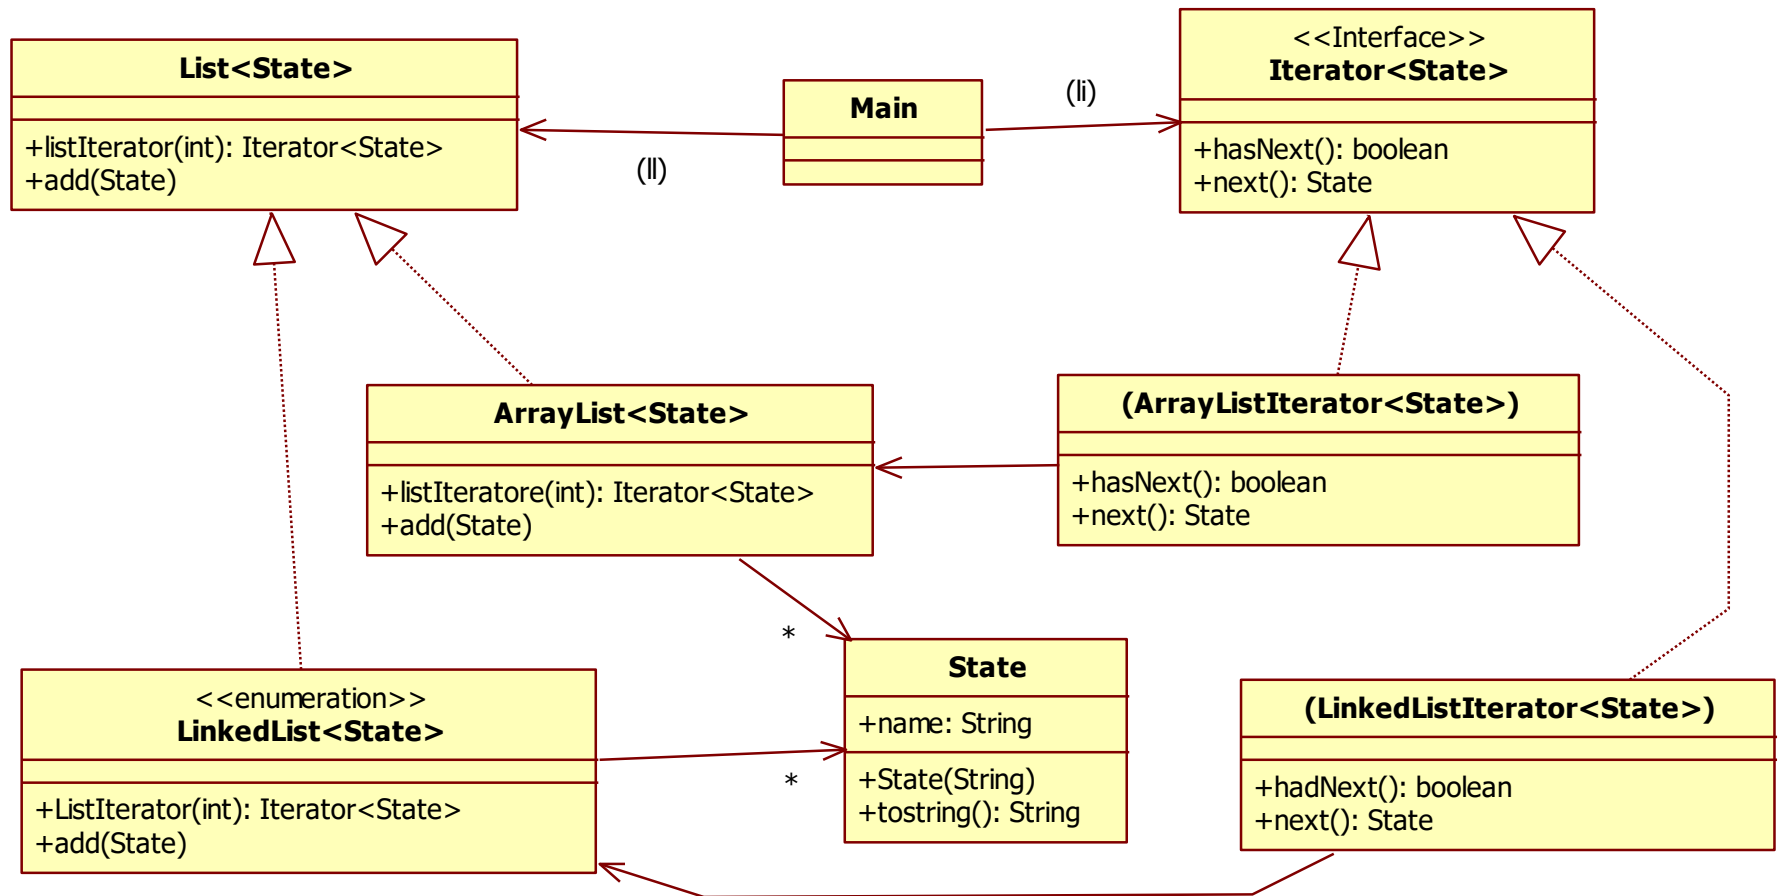 List<State>
+listIterator(int): Iterator<State>
+add(State)
(ll)
Main
(li)
<<Interface>>
Iterator<State>
+hasNext(): boolean
+next(): State
ArrayList<State>
+listIteratore(int): Iterator<State>
+add(State)
(ArrayListIterator<State>)
+hasNext(): boolean
+next(): State
*
<<enumeration>>
LinkedList<State>
+ListIterator(int): Iterator<State>
+add(State)
*
State
+name: String
+State(String)
+tostring(): String
(LinkedListIterator<State>)
+hadNext(): boolean
+next(): State